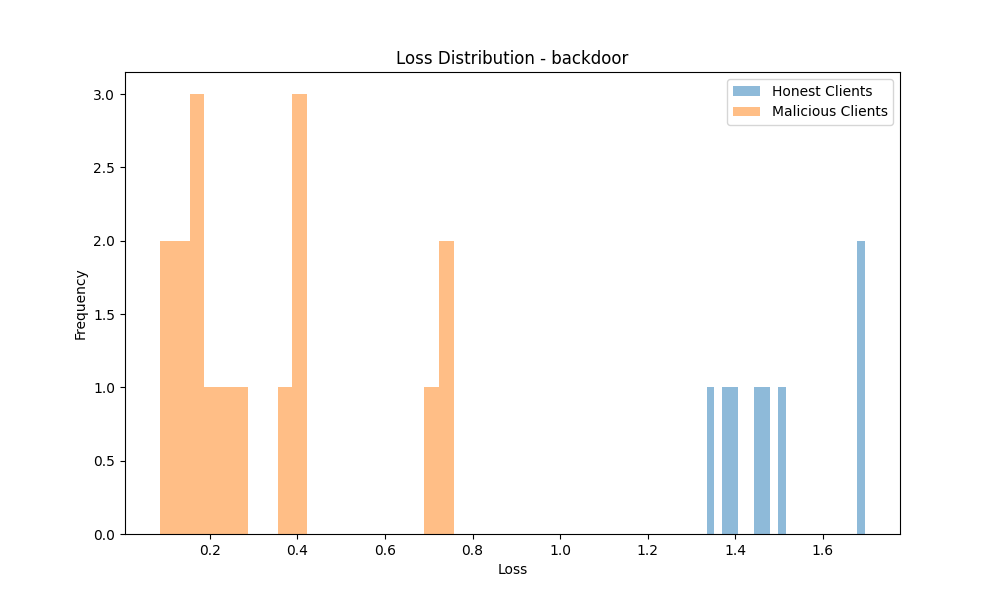 Loss Distribution - backdoor
Honest Clients
Malicious Clients
3.0
2.5
2.0
1.5
1.0
0.5
0.0
Frequency
0.2 0.4 0.6 0.8 1.0 1.2 1.4 1.6
Loss